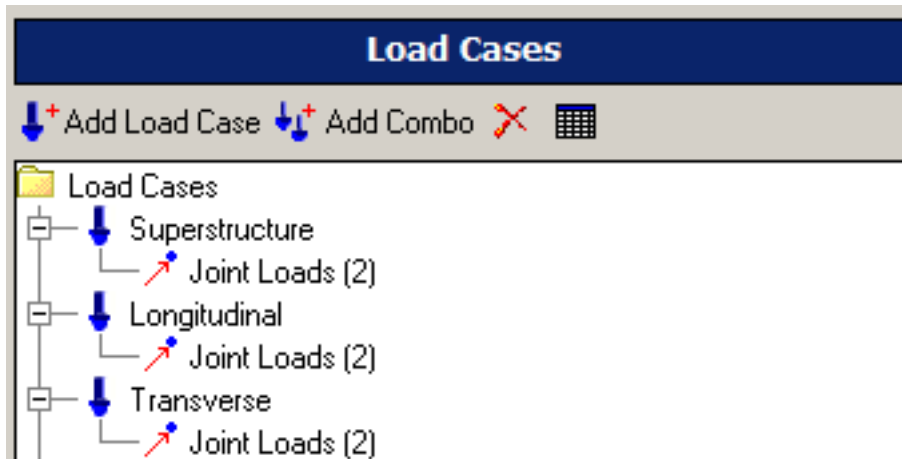 Load Cases
Add Load Case Add Combo
Load Cases
Superstructure
Joint Loads (2)
Longitudinal
Joint Loads (2)
Transverse
Joint Loads (2)